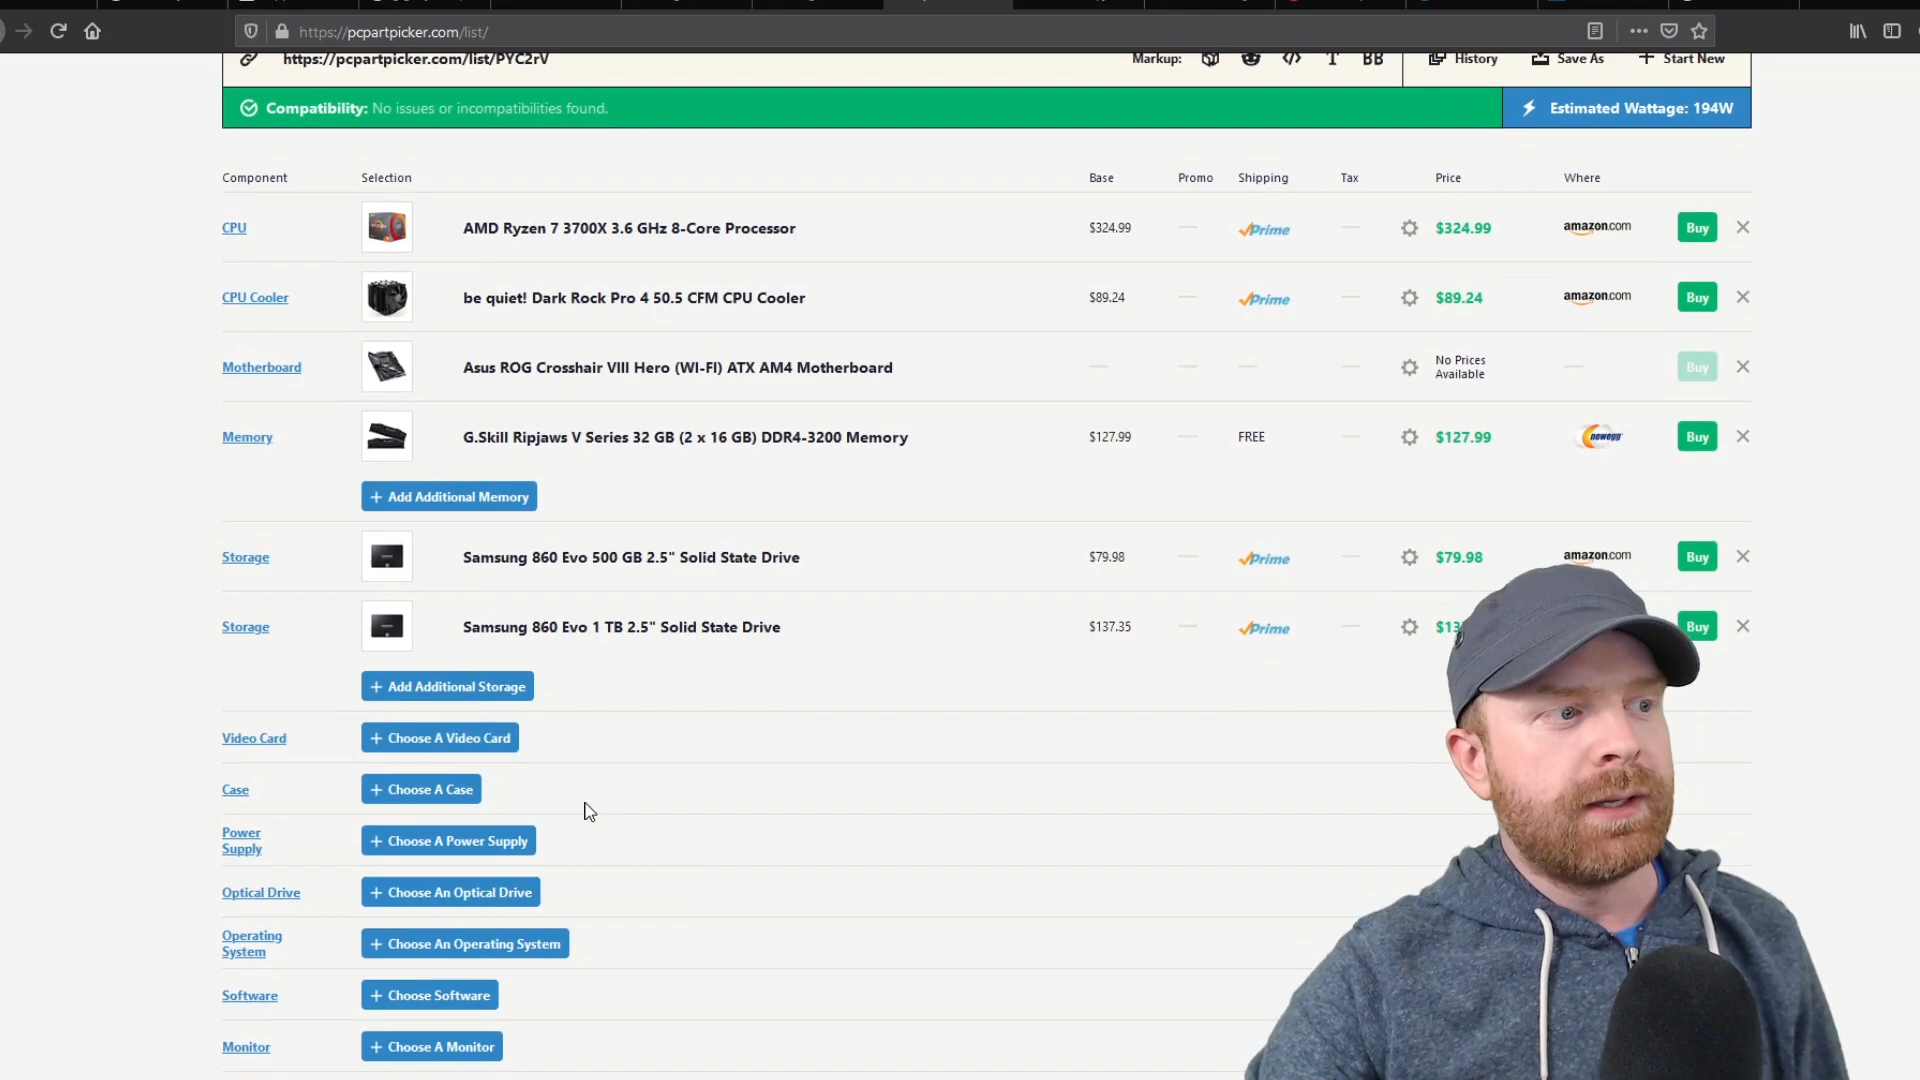 https://pcpartpicker.com/list/
https://pcpartpicker.com/list/PYC2rV Markup: T BB History Save As + Start New
Compatibility: No issues or incompatibilities found. Estimated Wattage: 194W
Component Selection Base Promo Shipping Tax Price Where
CPU AMD Ryzen 7 3700X 3.6 GHz 8-Core Processor $324.99 — Prime — $324.99 amazon.com Buy
CPU Cooler be quiet! Dark Rock Pro 4 50.5 CFM CPU Cooler $89.24 — Prime — $89.24 amazon.com Buy
Motherboard Asus ROG Crosshair VIII Hero (WI-FI) ATX AM4 Motherboard — — — — No Prices Available — Buy
Memory G.Skill Ripjaws V Series 32 GB (2 x 16 GB) DDR4-3200 Memory $127.99 — FREE — $127.99 newegg Buy
+ Add Additional Memory
Storage Samsung 860 Evo 500 GB 2.5" Solid State Drive $79.98 — Prime — $79.98 amazon.com Buy
Storage Samsung 860 Evo 1 TB 2.5" Solid State Drive $137.35 — Prime — $13 Buy
+ Add Additional Storage
Video Card + Choose A Video Card
Case + Choose A Case
Power Supply + Choose A Power Supply
Optical Drive + Choose An Optical Drive
Operating System + Choose An Operating System
Software + Choose Software
Monitor + Choose A Monitor